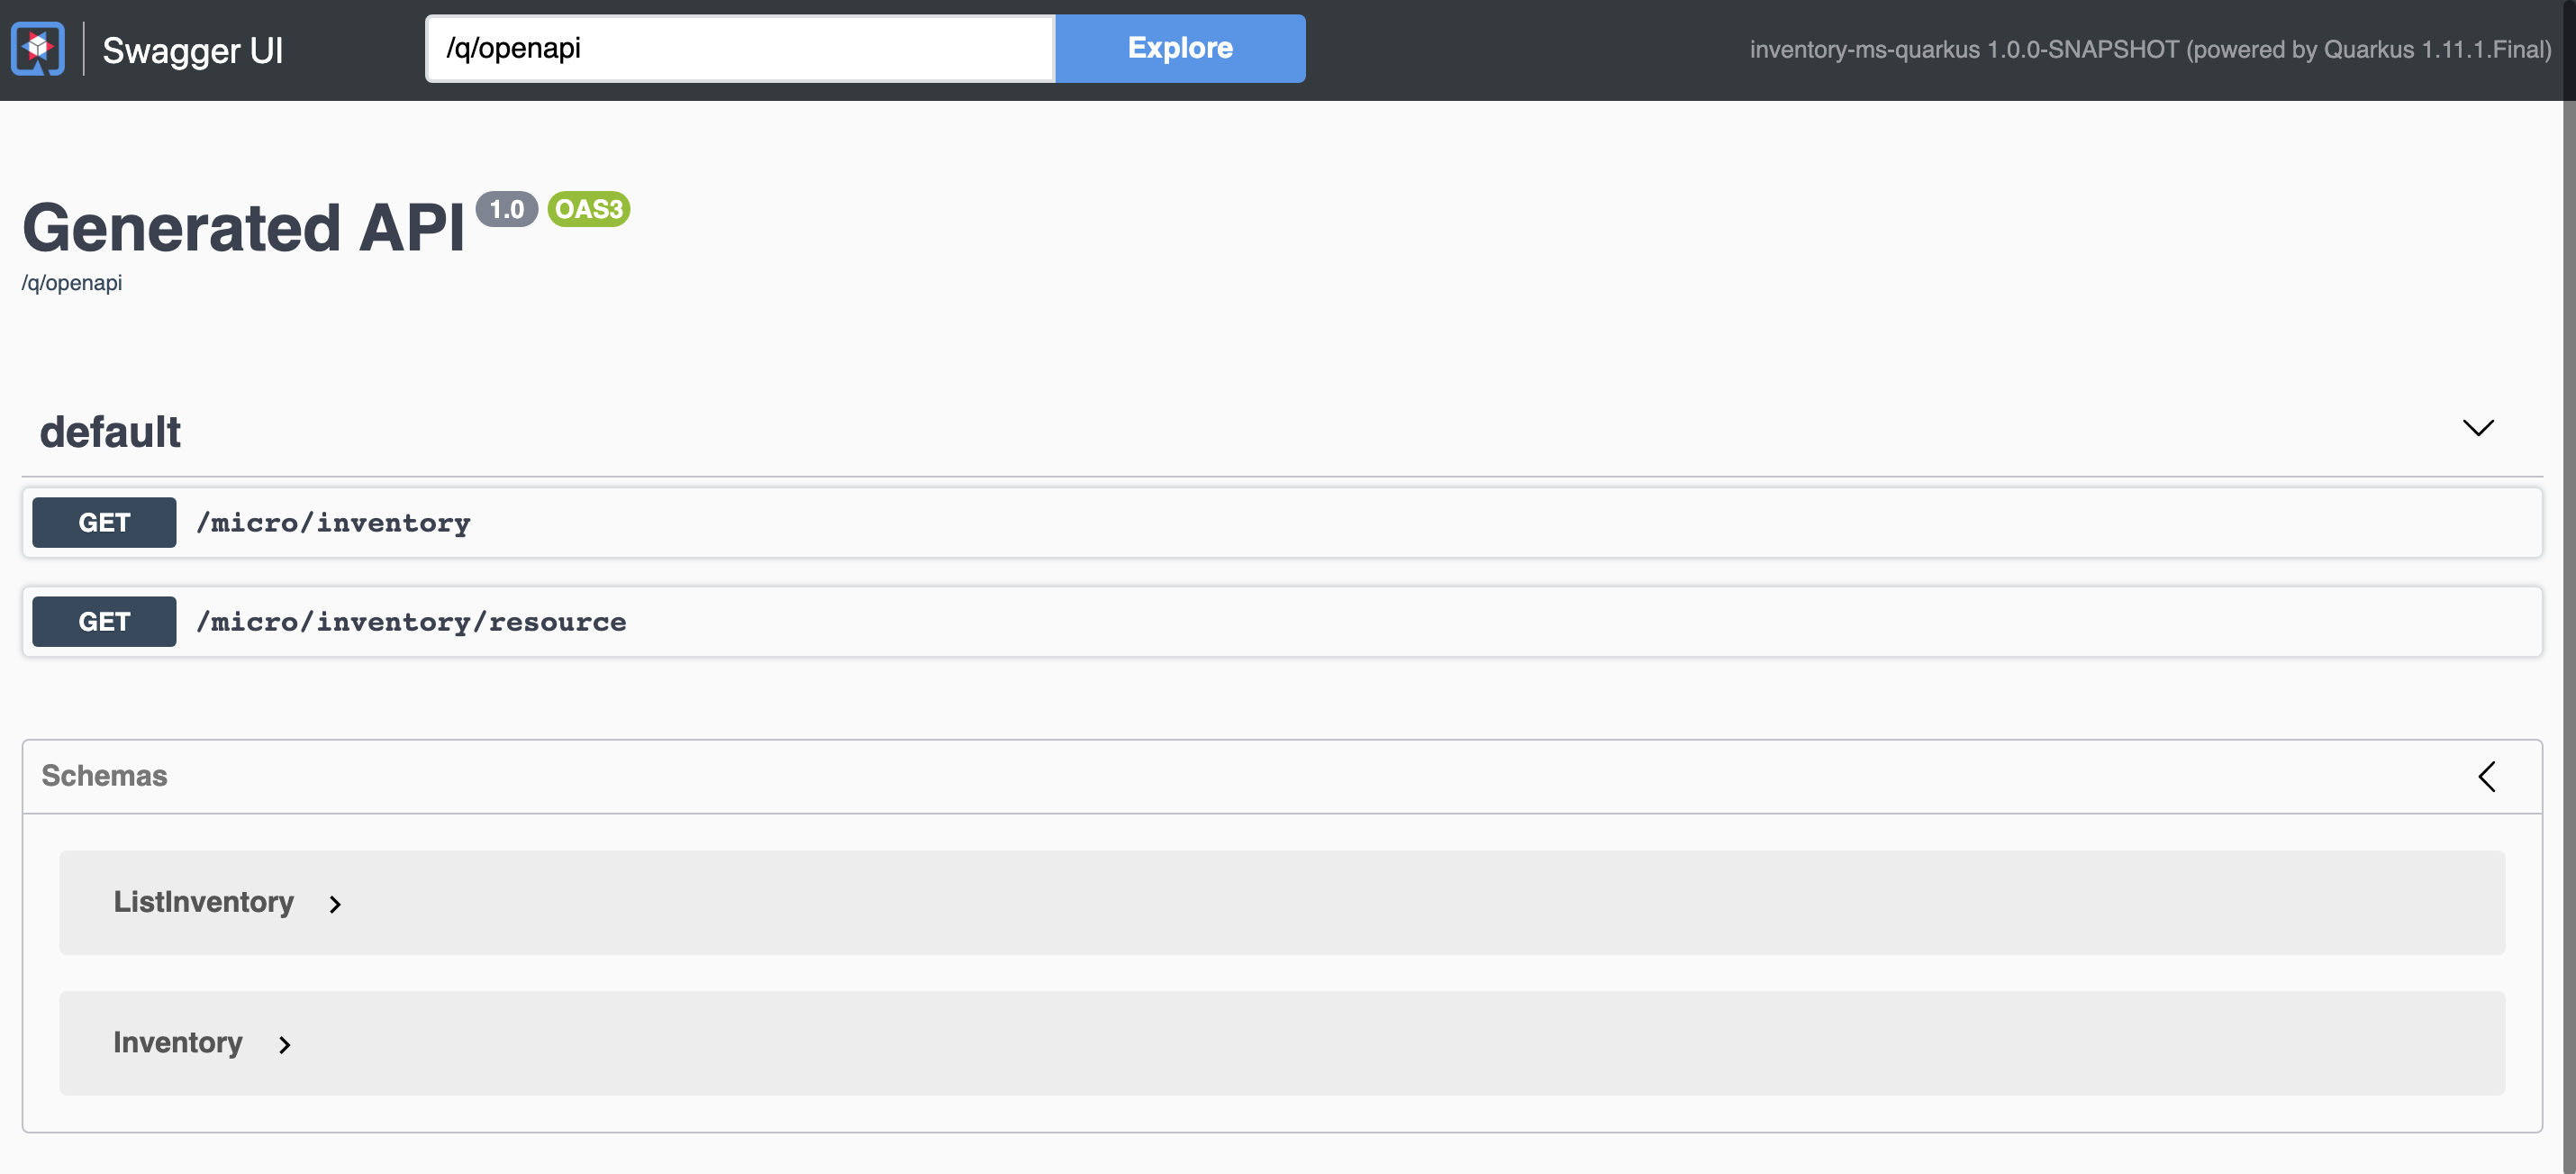 Swagger UI
/q/openapi
Explore
inventory-ms-quarkus 1.0.0-SNAPSHOT (powered by Quarkus 1.11.1.Final)
Generated API 1.0 OAS3
/q/openapi
default
GET /micro/inventory
GET /micro/inventory/resource
Schemas
ListInventory
Inventory